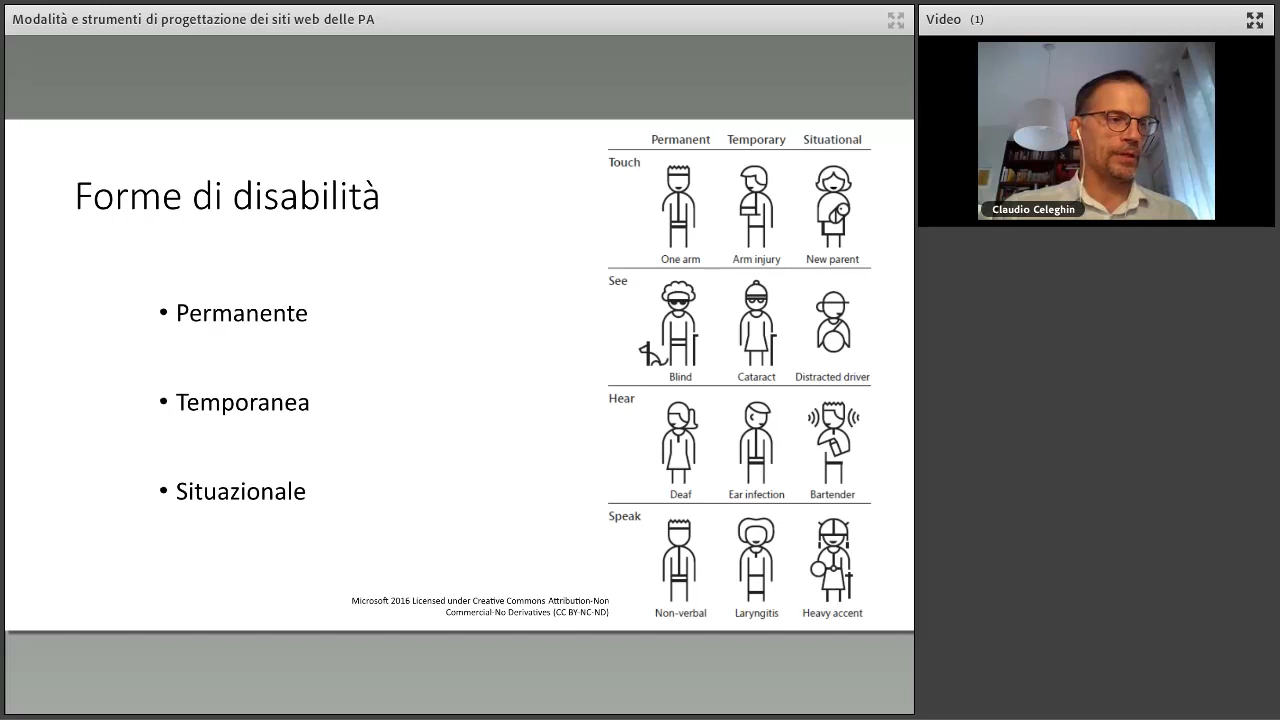 Modalità e strumenti di progettazione dei siti web delle PA
Video (1)
Claudio Celeghin
Forme di disabilità
• Permanente
• Temporanea
• Situazionale
Permanent Temporary Situational
Touch
One arm Arm injury New parent
See
Blind Cataract Distracted driver
Hear
Deaf Ear infection Bartender
Speak
Non-verbal Laryngitis Heavy accent
Microsoft 2016 Licensed under Creative Commons Attribution-Non
Commercial-No Derivatives (CC BY-NC-ND)